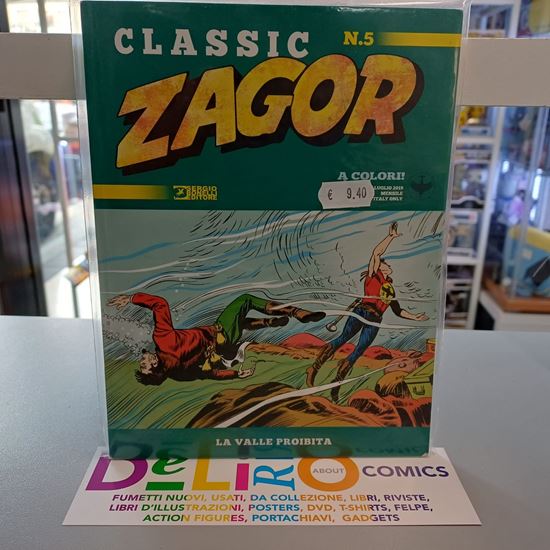 CLASSIC N.5
ZAGOR
A COLORI!
SERGIO
BONELLI
EDITORE
LUGLIO 2019
MENSILE
ITALY ONLY
€ 9.40
LA VALLE PROIBITA
DeLiRO ABOUT COMICS
FUMETTI NUOVI, USATI, DA COLLEZIONE, LIBRI, RIVISTE,
LIBRI D'ILLUSTRAZIONI, POSTERS, DVD, T-SHIRTS, FELPE,
ACTION FIGURES, PORTACHIAVI, GADGETS